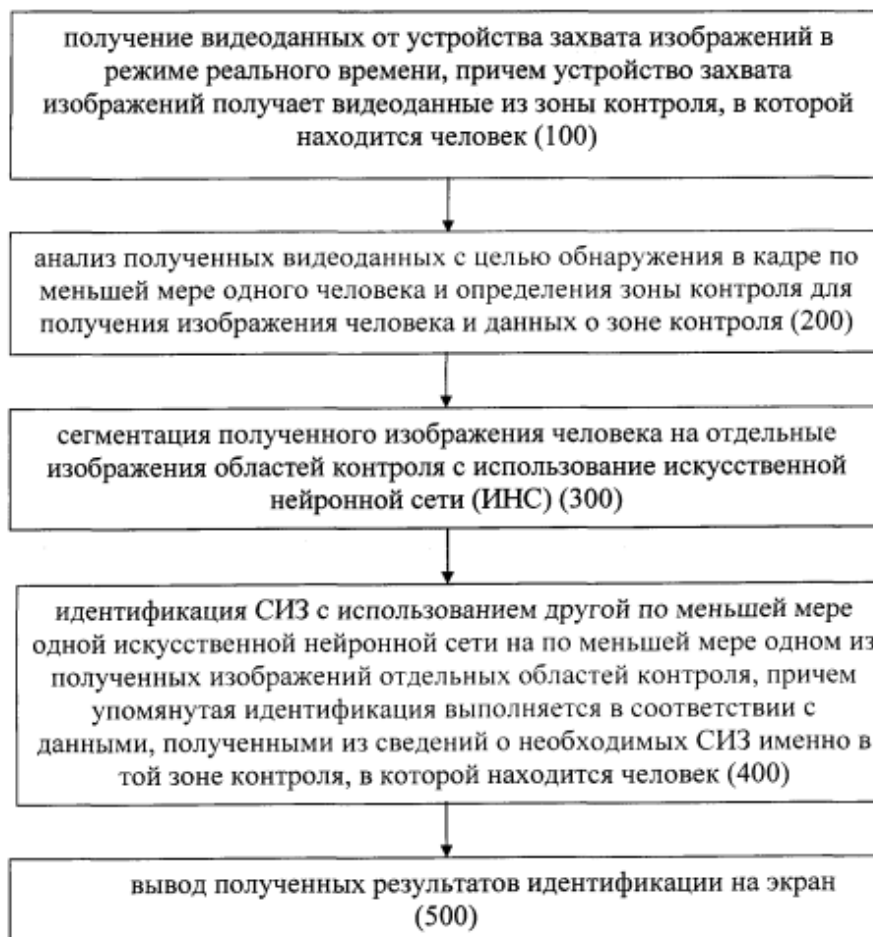 получение видеоданных от устройства захвата изображений в
режиме реального времени, причем устройство захвата
изображений получает видеоданные из зоны контроля, в которой
находится человек (100)
анализ полученных видеоданных с целью обнаружения в кадре по
меньшей мере одного человека и определения зоны контроля для
получения изображения человека и данных о зоне контроля (200)
сегментация полученного изображения человека на отдельные
изображения областей контроля с использование искусственной
нейронной сети (ИНС) (300)
идентификация СИЗ с использованием другой по меньшей мере
одной искусственной нейронной сети на по меньшей мере одном из
полученных изображений отдельных областей контроля, причем
упомянутая идентификация выполняется в соответствии с
данными, полученными из сведений о необходимых СИЗ именно в
той зоне контроля, в которой находится человек (400)
вывод полученных результатов идентификации на экран
(500)